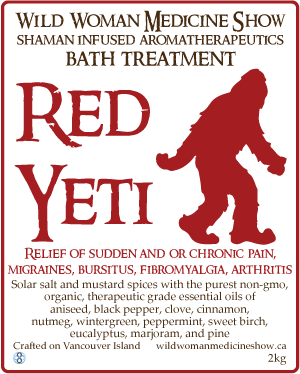 Wild Woman Medicine Show
shaman infused aromatherapeutics
bath treatment
Red
Yeti
Relief of sudden and or chronic pain,
migraines, bursitus, fibromyalgia, arthritis
Solar salt and mustard spices with the purest non-gmo,
organic, therapeutic grade essential oils of
aniseed, black pepper, clove, cinnamon,
nutmeg, wintergreen, peppermint, sweet birch,
eucalyptus, marjoram, and pine
Crafted on Vancouver Island wildwomanmedicineshow.ca
2kg